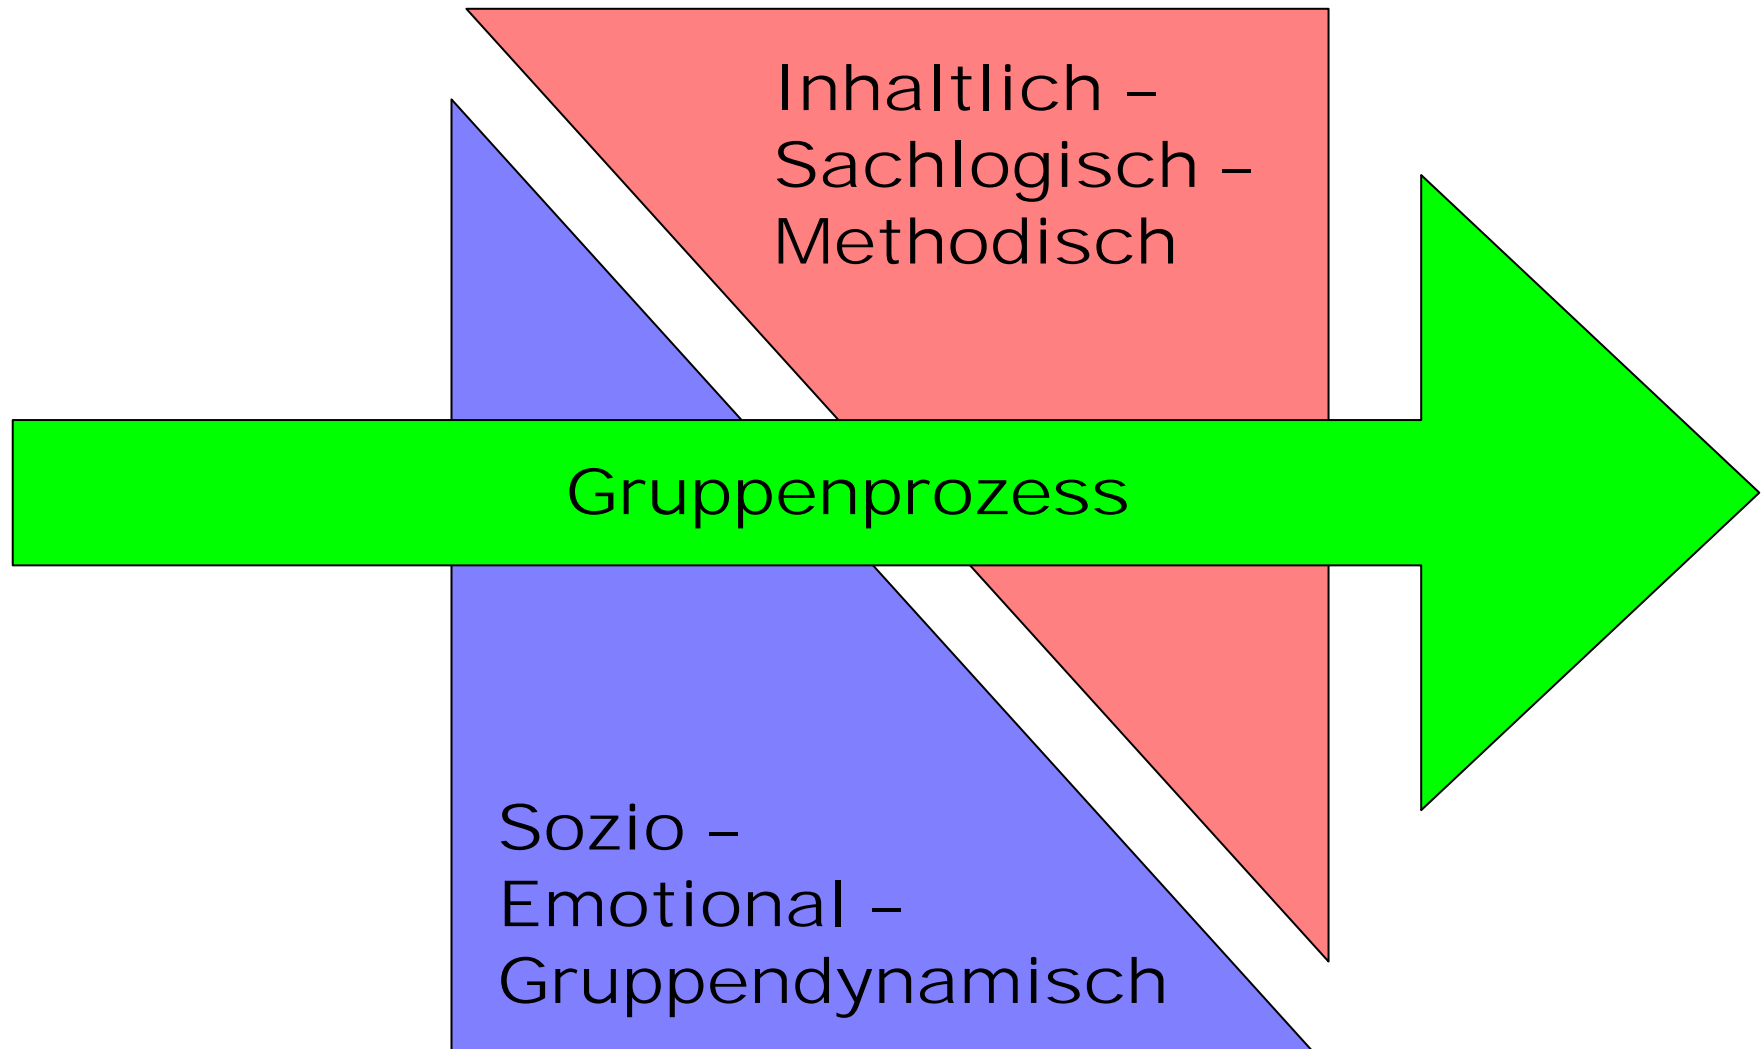 Inhaltlich –
Sachlogisch –
Methodisch
Gruppenprozess
Sozio –
Emotional –
Gruppendynamisch